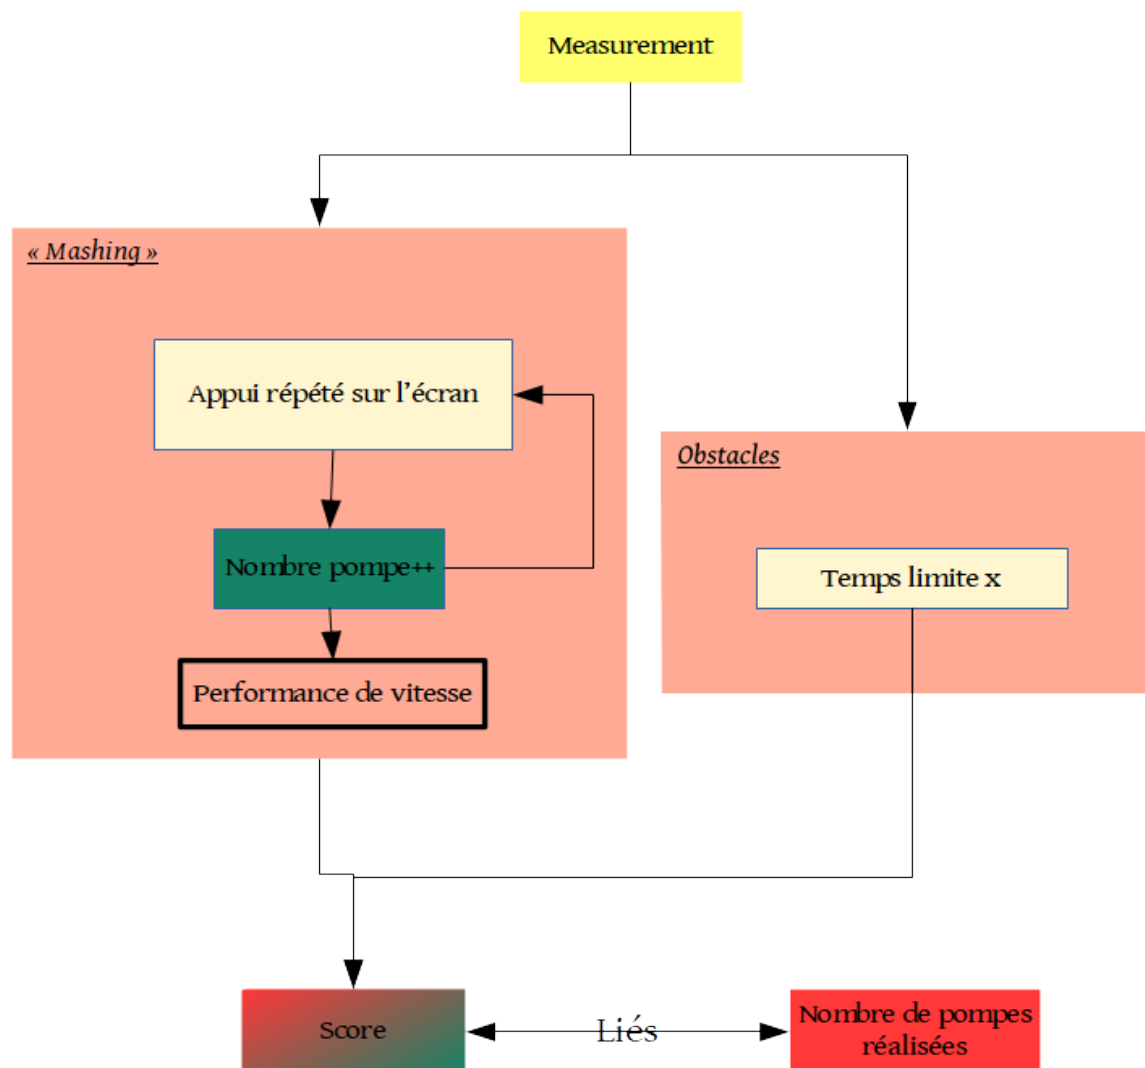 Measurement
« Mashing »
Appui répété sur l’écran
Nombre pompe++
Performance de vitesse
Obstacles
Temps limite x
Score
Liés
Nombre de pompes
réalisées